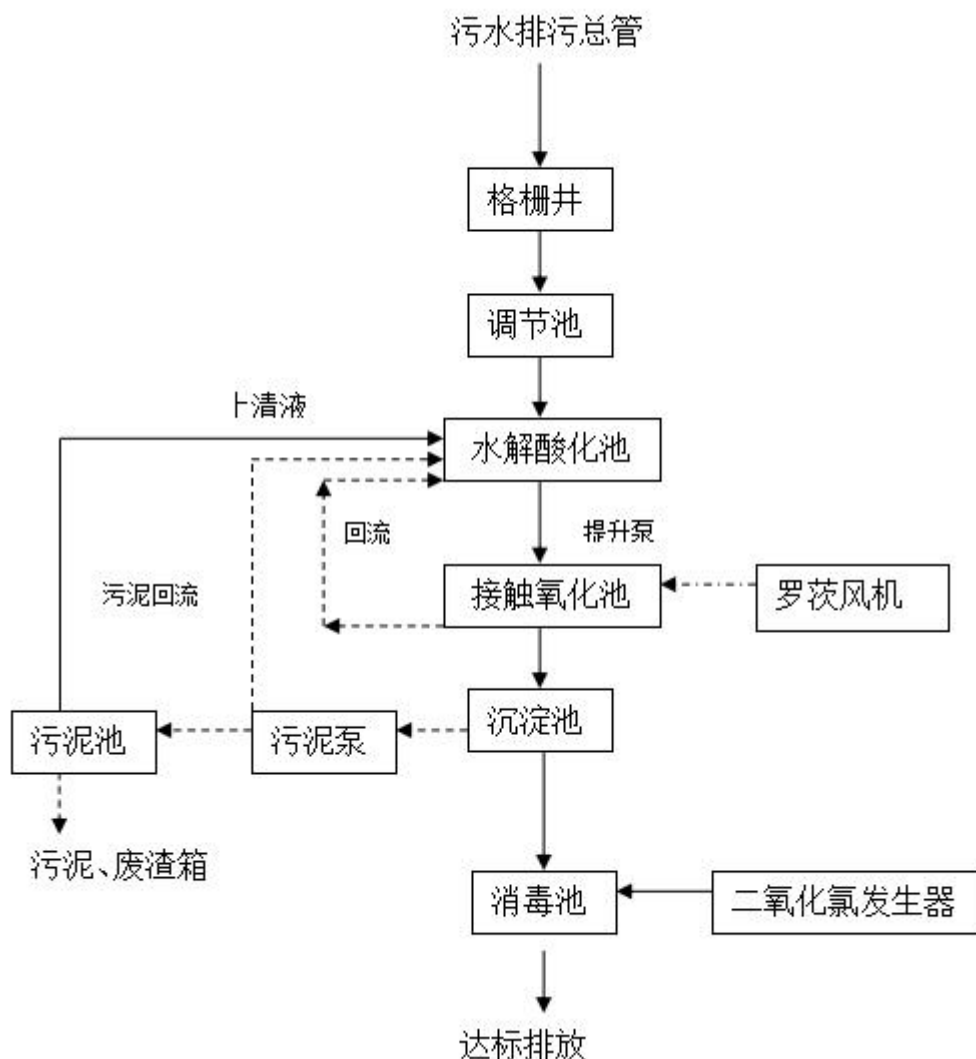 污水排污总管
格栅井
调节池
上清液
水解酸化池
回流
提升泵
污泥回流
接触氧化池
罗茨风机
沉淀池
污泥池
污泥泵
污泥、废渣箱
消毒池
二氧化氯发生器
达标排放